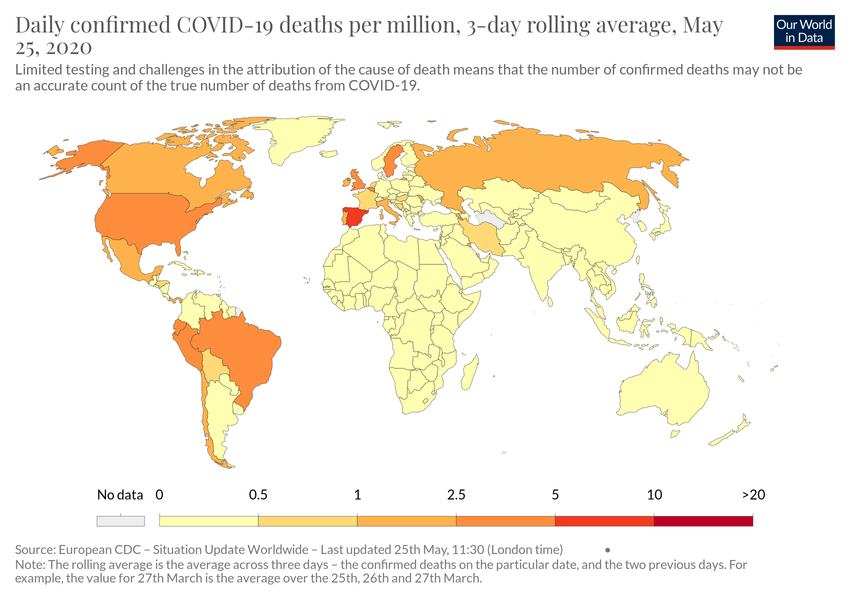 Daily confirmed COVID-19 deaths per million, 3-day rolling average, May
25, 2020
Our World
in Data
Limited testing and challenges in the attribution of the cause of death means that the number of confirmed deaths may not be
an accurate count of the true number of deaths from COVID-19.
No data 0 0.5 1 2.5 5 10 >20
Source: European CDC – Situation Update Worldwide – Last updated 25th May, 11:30 (London time)
Note: The rolling average is the average across three days – the confirmed deaths on the particular date, and the two previous days. For
example, the value for 27th March is the average over the 25th, 26th and 27th March.